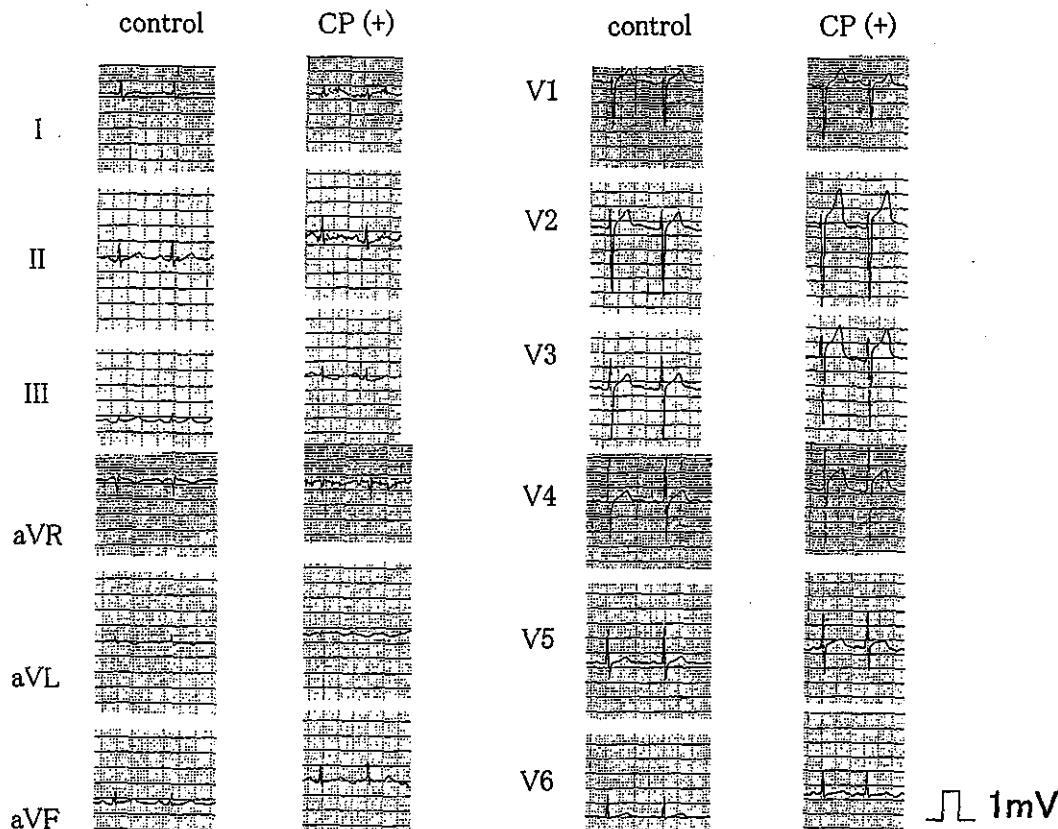 control CP (+) control CP (+)
I
II
III
aVR
aVL
aVF
V1
V2
V3
V4
V5
V6
1mV